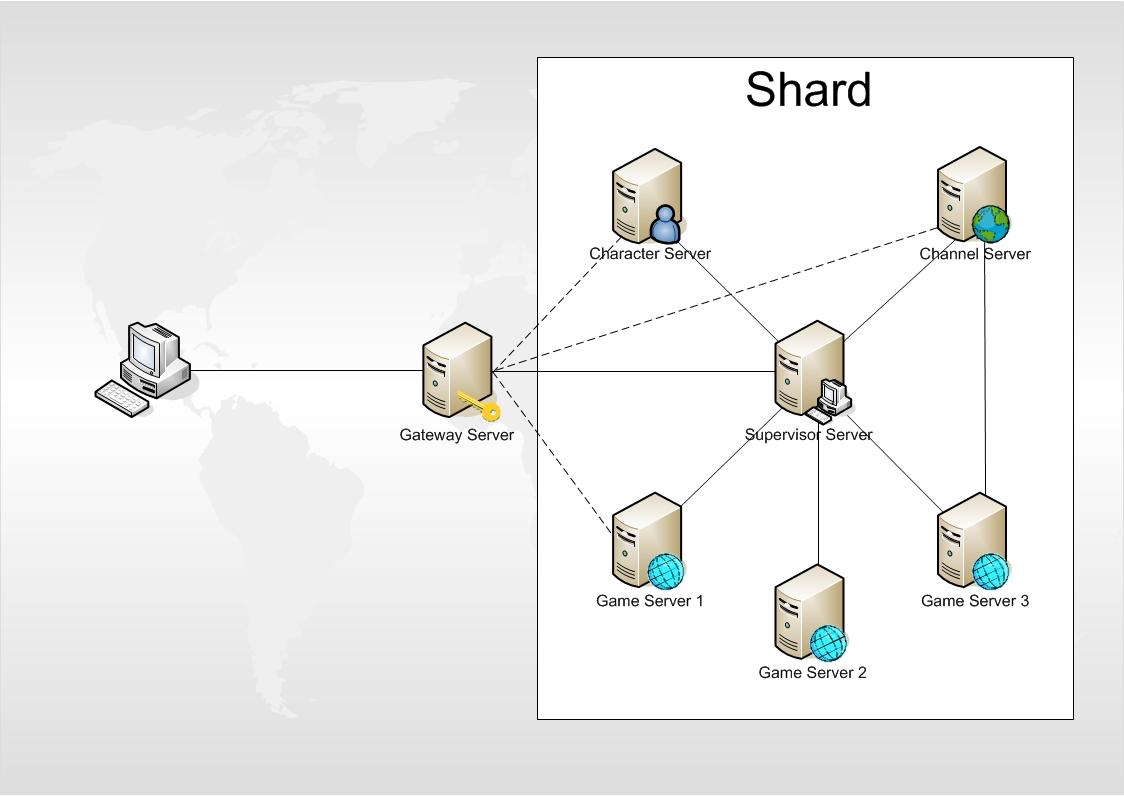 Shard
Character Server
Channel Server
Gateway Server
Supervisor Server
Game Server 1
Game Server 3
Game Server 2